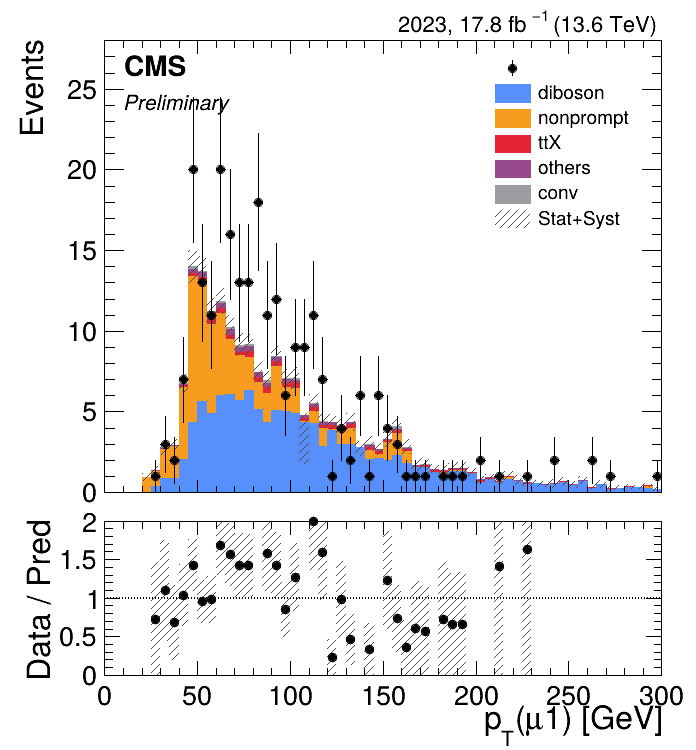 2023, 17.8 fb⁻¹ (13.6 TeV)
Events
CMS
Preliminary
diboson
nonprompt
ttX
others
conv
Stat+Syst
25
20
15
10
5
0
Data / Pred
2
1.5
1
0.5
0
0 50 100 150 200 250 300
p_T(μ1) [GeV]